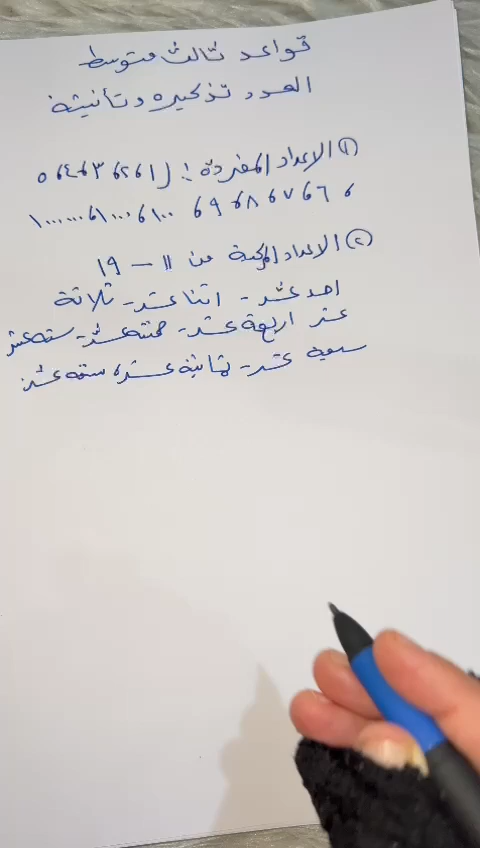 قواعد ثالث متوسط
العدد تذكيره وتأنيثه
① الاعداد المفردة: ١، ٢، ٣، ٤، ٥
، ٦، ٧، ٨، ٩، ١٠٠، ١٠٠٠، ١٠٠٠٠٠٠
② الاعداد المركبة من ١١ - ١٩
احد عشر - اثنا عشر - ثلاثة
عشر اربعة عشر - خمسة عشر - ستة عشر
سبعة عشر - ثمانية عشر، تسعة عشر